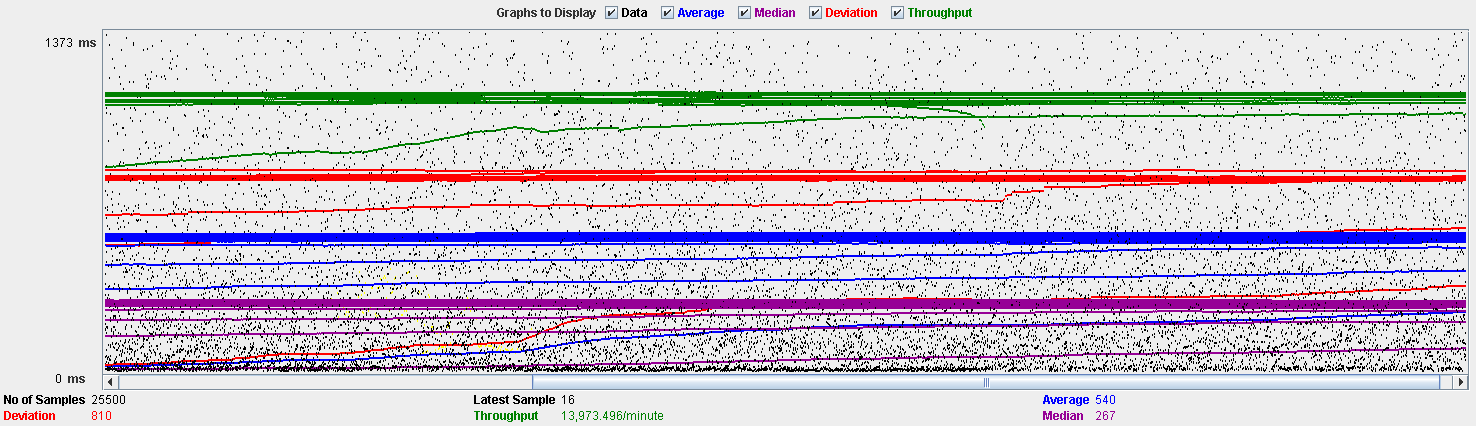 Graphs to Display Data Average Median Deviation Throughput
1373 ms
0 ms
No of Samples 25500 Latest Sample 16 Average 540
Deviation 810 Throughput 13,973.496/minute Median 267